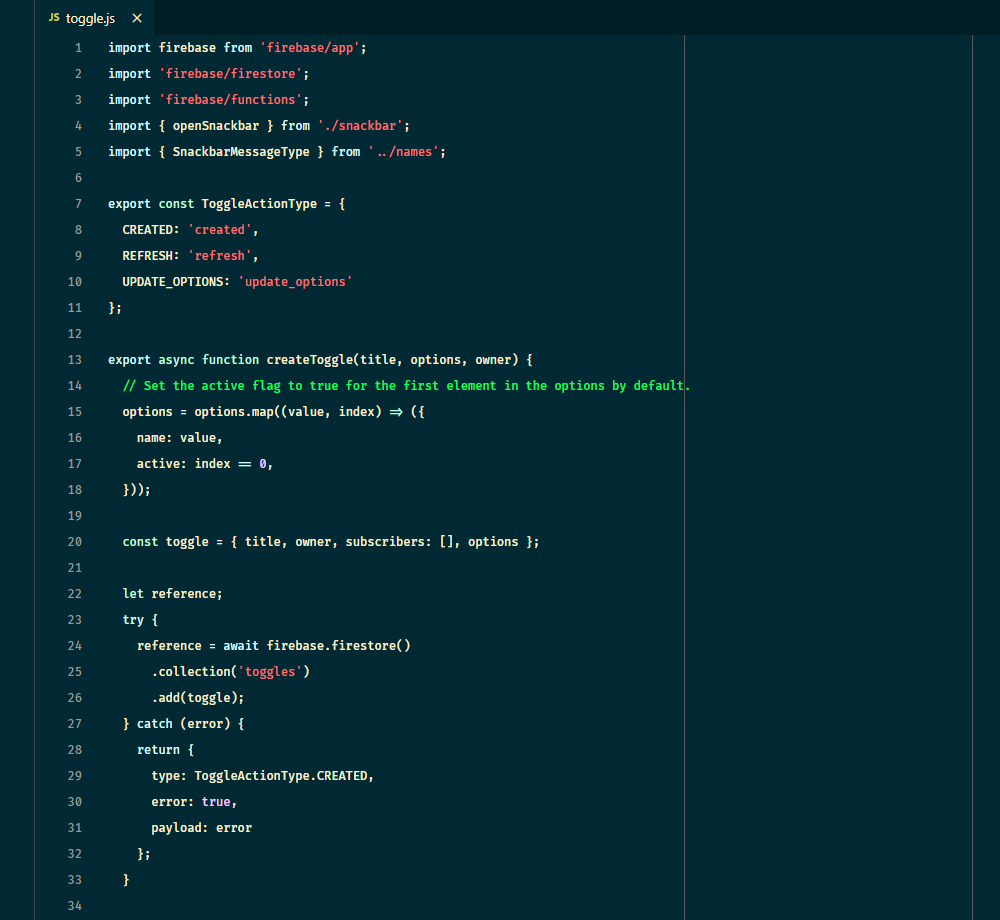 JS toggle.js ×
1 import firebase from 'firebase/app';
2 import 'firebase/firestore';
3 import 'firebase/functions';
4 import { openSnackbar } from './snackbar';
5 import { SnackbarMessageType } from '../names';
6
7 export const ToggleActionType = {
8   CREATED: 'created',
9   REFRESH: 'refresh',
10   UPDATE_OPTIONS: 'update_options'
11 };
12
13 export async function createToggle(title, options, owner) {
14   // Set the active flag to true for the first element in the options by default.
15   options = options.map((value, index) => ({
16     name: value,
17     active: index == 0,
18   }));
19
20   const toggle = { title, owner, subscribers: [], options };
21
22   let reference;
23   try {
24     reference = await firebase.firestore()
25       .collection('toggles')
26       .add(toggle);
27   } catch (error) {
28     return {
29       type: ToggleActionType.CREATED,
30       error: true,
31       payload: error
32     };
33   }
34